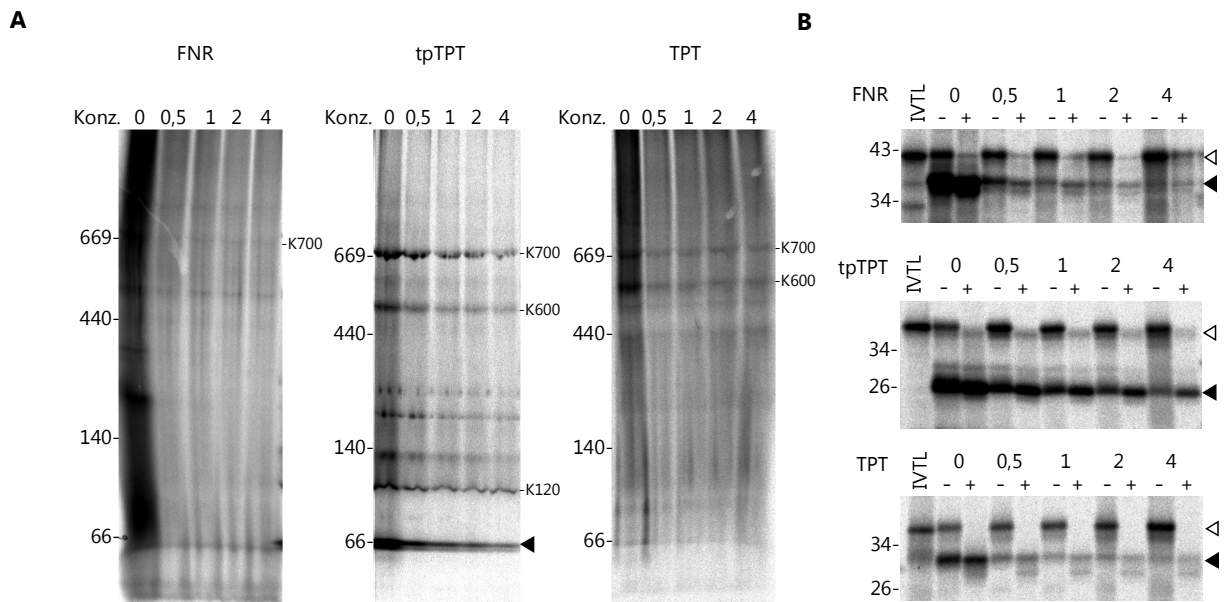 A
FNR
Konz. 0 0,5 1 2 4
669
440
140
66
K700
tpTPT
Konz. 0 0,5 1 2 4
669
440
140
66
K700
K600
K120
TPT
Konz. 0 0,5 1 2 4
669
440
140
66
K700
K600
B
FNR IVTL 0 0,5 1 2 4
- + - + - + - + - +
43
34
tpTPT IVTL 0 0,5 1 2 4
- + - + - + - + - +
34
26
TPT IVTL 0 0,5 1 2 4
- + - + - + - + - +
34
26